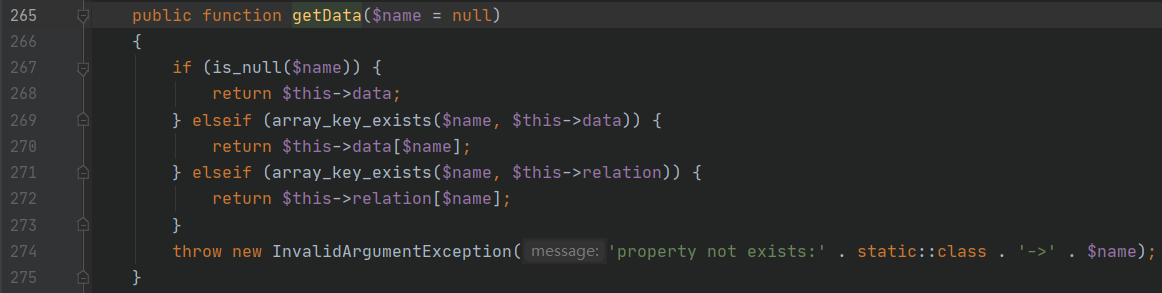 265 public function getData($name = null)
266 {
267 if (is_null($name)) {
268 return $this->data;
269 } elseif (array_key_exists($name, $this->data)) {
270 return $this->data[$name];
271 } elseif (array_key_exists($name, $this->relation)) {
272 return $this->relation[$name];
273 }
274 throw new InvalidArgumentException( message: 'property not exists:' . static::class . '->' . $name);
275 }